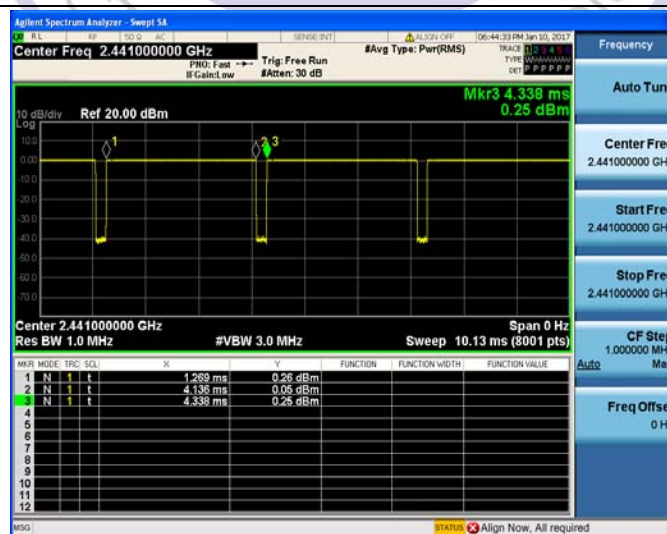 Agilent Spectrum Analyzer - Swept SA
RL RF 50 Ω AC SENSE:INT ALIGN OFF 06:44:33 PM Jan 10, 2017
Center Freq 2.441000000 GHz #Avg Type: Pwr(RMS) TRACE 1 2 3 4 5 6
PNO: Fast Trig: Free Run TYPE
IFGain:Low #Atten: 30 dB DET P P P P P P
Mkr3 4.338 ms
0.25 dBm
10 dB/div Ref 20.00 dBm
Log
10.0
0.00
-10.0
-20.0
-30.0
-40.0
-50.0
-60.0
-70.0
1
2 3
Center 2.441000000 GHz Span 0 Hz
Res BW 1.0 MHz #VBW 3.0 MHz Sweep 10.13 ms (8001 pts)
MKR MODE TRC SCL X Y FUNCTION FUNCTION WIDTH FUNCTION VALUE
1 N 1 t 1.269 ms 0.26 dBm
2 N 1 t 4.136 ms 0.05 dBm
3 N 1 t 4.338 ms 0.25 dBm
4
5
6
7
8
9
10
11
12
MSG STATUS Align Now, All required
Frequency
Auto Tun
Center Fre
2.441000000 GH
Start Fre
2.441000000 GH
Stop Fre
2.441000000 GH
CF Ste
1.000000 MH
Auto Ma
Freq Offse
0 H